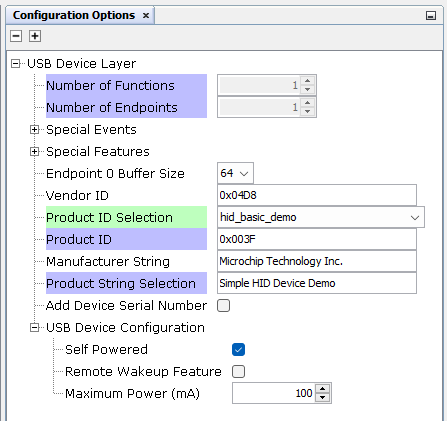 Configuration Options ×
USB Device Layer
Number of Functions 1
Number of Endpoints 1
Special Events
Special Features
Endpoint 0 Buffer Size 64
Vendor ID 0x04D8
Product ID Selection hid_basic_demo
Product ID 0x003F
Manufacturer String Microchip Technology Inc.
Product String Selection Simple HID Device Demo
Add Device Serial Number
USB Device Configuration
Self Powered
Remote Wakeup Feature
Maximum Power (mA) 100